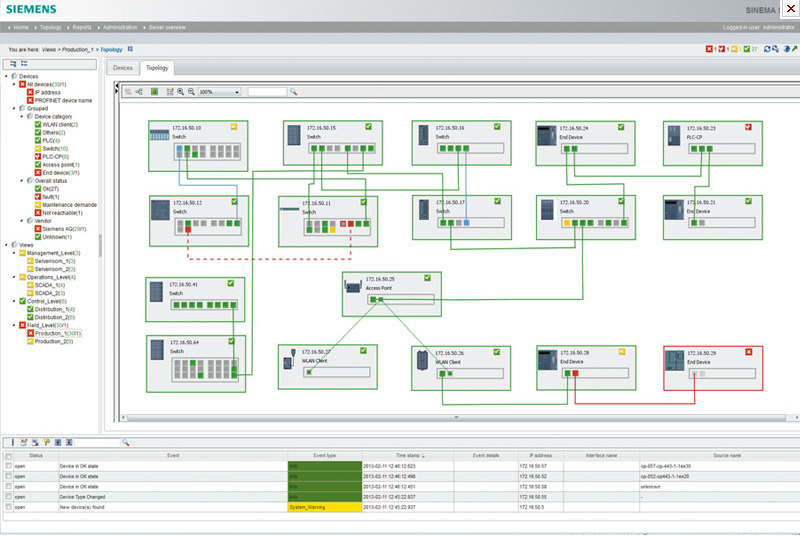 SIEMENS
SINEMA
Home Topology Reports Administration Server overview
Logged-in user: Administrator
You are here: Views » Production_1 » Topology
Devices Topology
100%
Devices
All devices(30/1)
IP address
PROFINET device name
Grouped
Device category
WLAN client(2)
Others(2)
PLC(4)
Switch(10)
PLC-CP(8)
Access point(1)
End device(3/1)
Overall status
Ok(27)
fault(1)
Maintenance demande
Not reachable(1)
Vendor
Siemens AG(29/1)
Unknown(1)
Views
Management_Level(3)
Serverroom_1(3)
Serverroom_2(3)
Operations_Level(4)
SCADA_1(4)
SCADA_2(3)
Control_Level(6)
Distribution_1(4)
Distribution_2(6)
Field_Level(30/1)
Production_1(30/1)
Production_2(9)
172.16.50.10
Switch
172.16.50.15
Switch
172.16.50.16
Switch
172.16.50.24
End Device
172.16.50.23
PLC-CP
172.16.50.12
Switch
172.16.50.11
Switch
172.16.50.17
Switch
172.16.50.20
Switch
172.16.50.21
End Device
172.16.50.41
Switch
172.16.50.25
Access Point
172.16.50.64
Switch
172.16.50.27
WLAN Client
172.16.50.26
WLAN Client
172.16.50.28
End Device
172.16.50.29
End Device
Status Event Event type Time stamp Event details IP address Interface name Source name
open Device in OK state Info 2013-02-11 12:46:12.623 172.16.50.57 cp-057-cp-443-1-1ex30
open Device in OK state Info 2013-02-11 12:46:12.498 172.16.50.52 cp-052-cp443-1-1ex20
open Device in OK state Info 2013-02-11 12:46:12.451 172.16.50.58 unknown
open Device Type Changed Info 2013-02-11 12:45:22.937 172.16.50.55 -
open New device(s) found System_Warning 2013-02-11 12:45:22.937 172.16.50.5